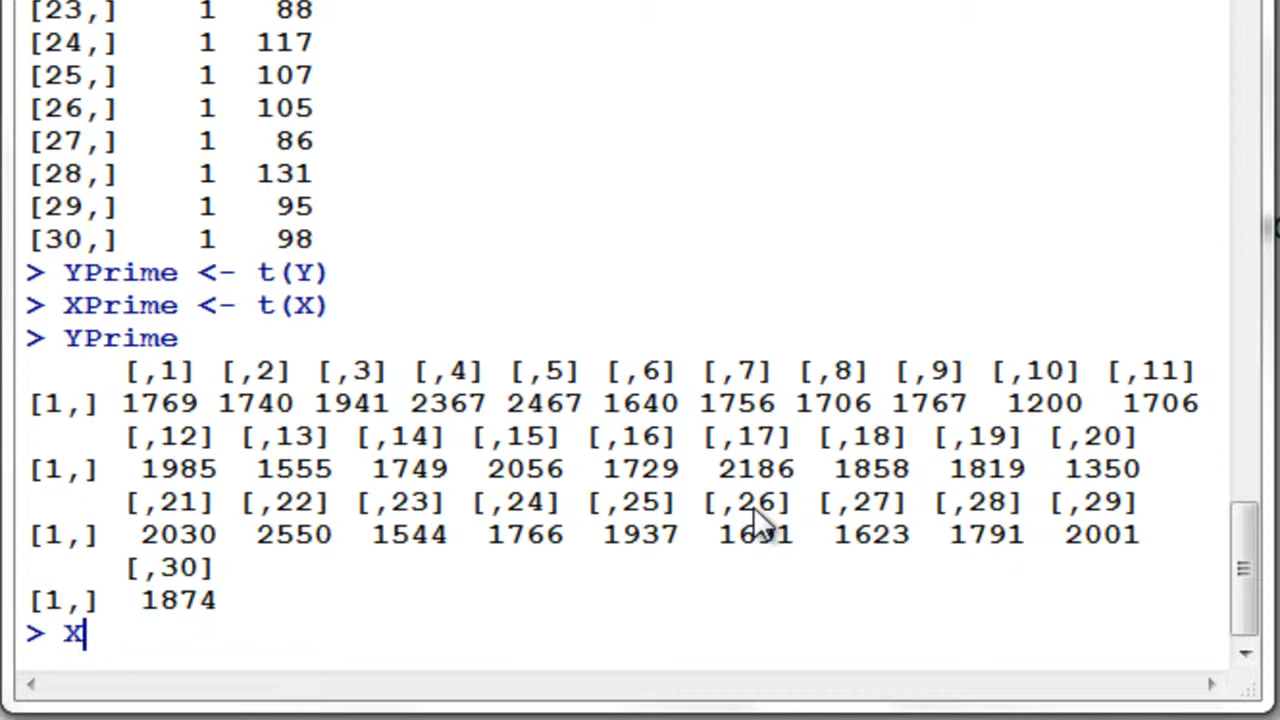 [23,] 1 88
[24,] 1 117
[25,] 1 107
[26,] 1 105
[27,] 1 86
[28,] 1 131
[29,] 1 95
[30,] 1 98
> YPrime <- t(Y)
> XPrime <- t(X)
> YPrime
[,1] [,2] [,3] [,4] [,5] [,6] [,7] [,8] [,9] [,10] [,11]
[1,] 1769 1740 1941 2367 2467 1640 1756 1706 1767 1200 1706
[,12] [,13] [,14] [,15] [,16] [,17] [,18] [,19] [,20]
[1,] 1985 1555 1749 2056 1729 2186 1858 1819 1350
[,21] [,22] [,23] [,24] [,25] [,26] [,27] [,28] [,29]
[1,] 2030 2550 1544 1766 1937 1623 1791 2001
[,30]
[1,] 1874
> X